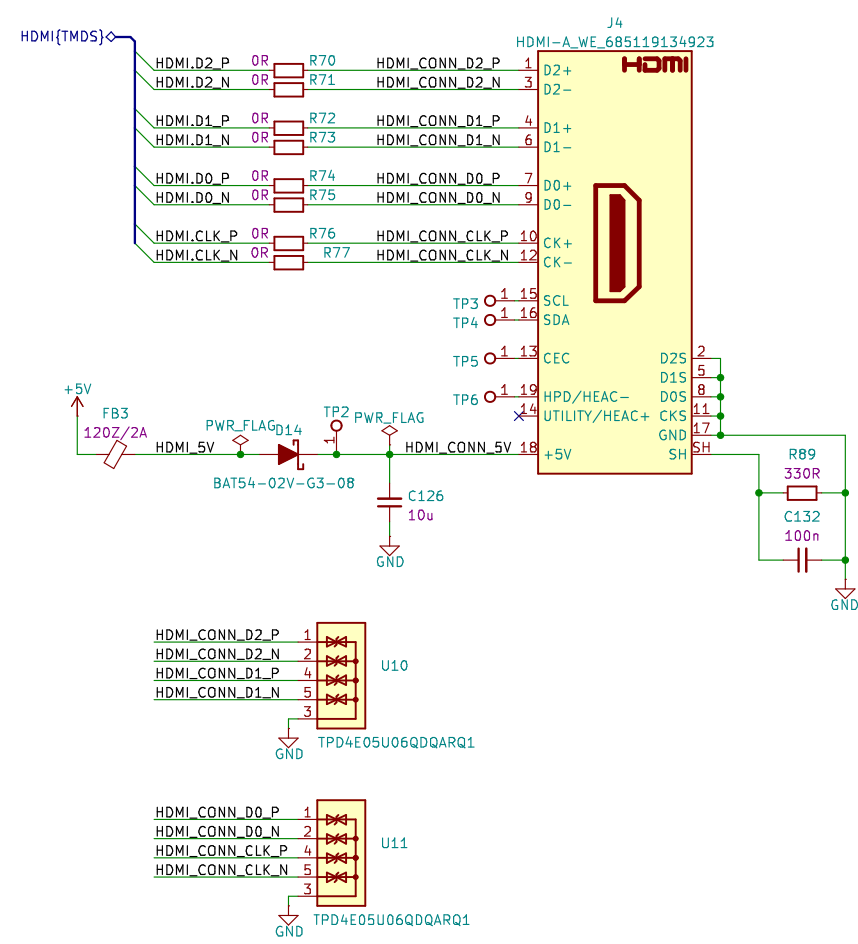 J4
HDMI-A_WE_685119134923
HDMI{TMDS}
HDMI
HDMI.D2_P 0R R70 HDMI_CONN_D2_P 1 D2+
HDMI.D2_N 0R R71 HDMI_CONN_D2_N 3 D2-
HDMI.D1_P 0R R72 HDMI_CONN_D1_P 4 D1+
HDMI.D1_N 0R R73 HDMI_CONN_D1_N 6 D1-
HDMI.D0_P 0R R74 HDMI_CONN_D0_P 7 D0+
HDMI.D0_N 0R R75 HDMI_CONN_D0_N 9 D0-
HDMI.CLK_P 0R R76 HDMI_CONN_CLK_P 10 CK+
HDMI.CLK_N 0R R77 HDMI_CONN_CLK_N 12 CK-
TP3 1 15 SCL
TP4 1 16 SDA
TP5 1 13 CEC D2S 2
D1S 5
TP6 1 19 HPD/HEAC- D0S 8
14 UTILITY/HEAC+ CKS 11
GND 17
+5V
FB3
120Z/2A
HDMI_5V
PWR_FLAG
D14
BAT54-02V-G3-08
TP2
1
PWR_FLAG
HDMI_CONN_5V 18 +5V SH SH
C126
10u
GND
R89
330R
C132
100n
GND
HDMI_CONN_D2_P 1
HDMI_CONN_D2_N 2
HDMI_CONN_D1_P 4
HDMI_CONN_D1_N 5
3
U10
GND
TPD4E05U06QDQARQ1
HDMI_CONN_D0_P 1
HDMI_CONN_D0_N 2
HDMI_CONN_CLK_P 4
HDMI_CONN_CLK_N 5
3
U11
GND
TPD4E05U06QDQARQ1